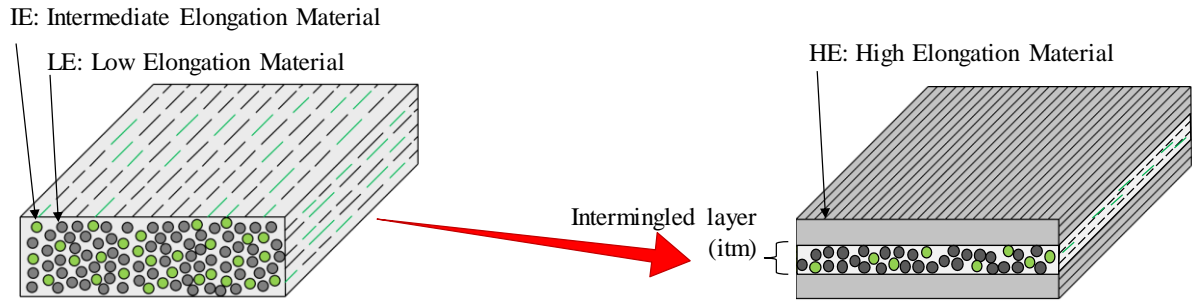 IE: Intermediate Elongation Material
LE: Low Elongation Material
HE: High Elongation Material
Intermingled layer
(itm)